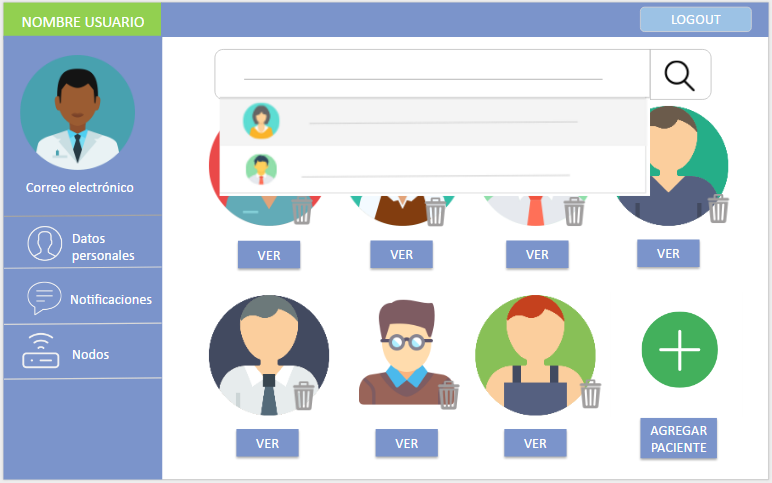 NOMBRE USUARIO
LOGOUT
Correo electrónico
Datos
personales
Notificaciones
Nodos
VER
VER
VER
VER
VER
VER
VER
AGREGAR
PACIENTE